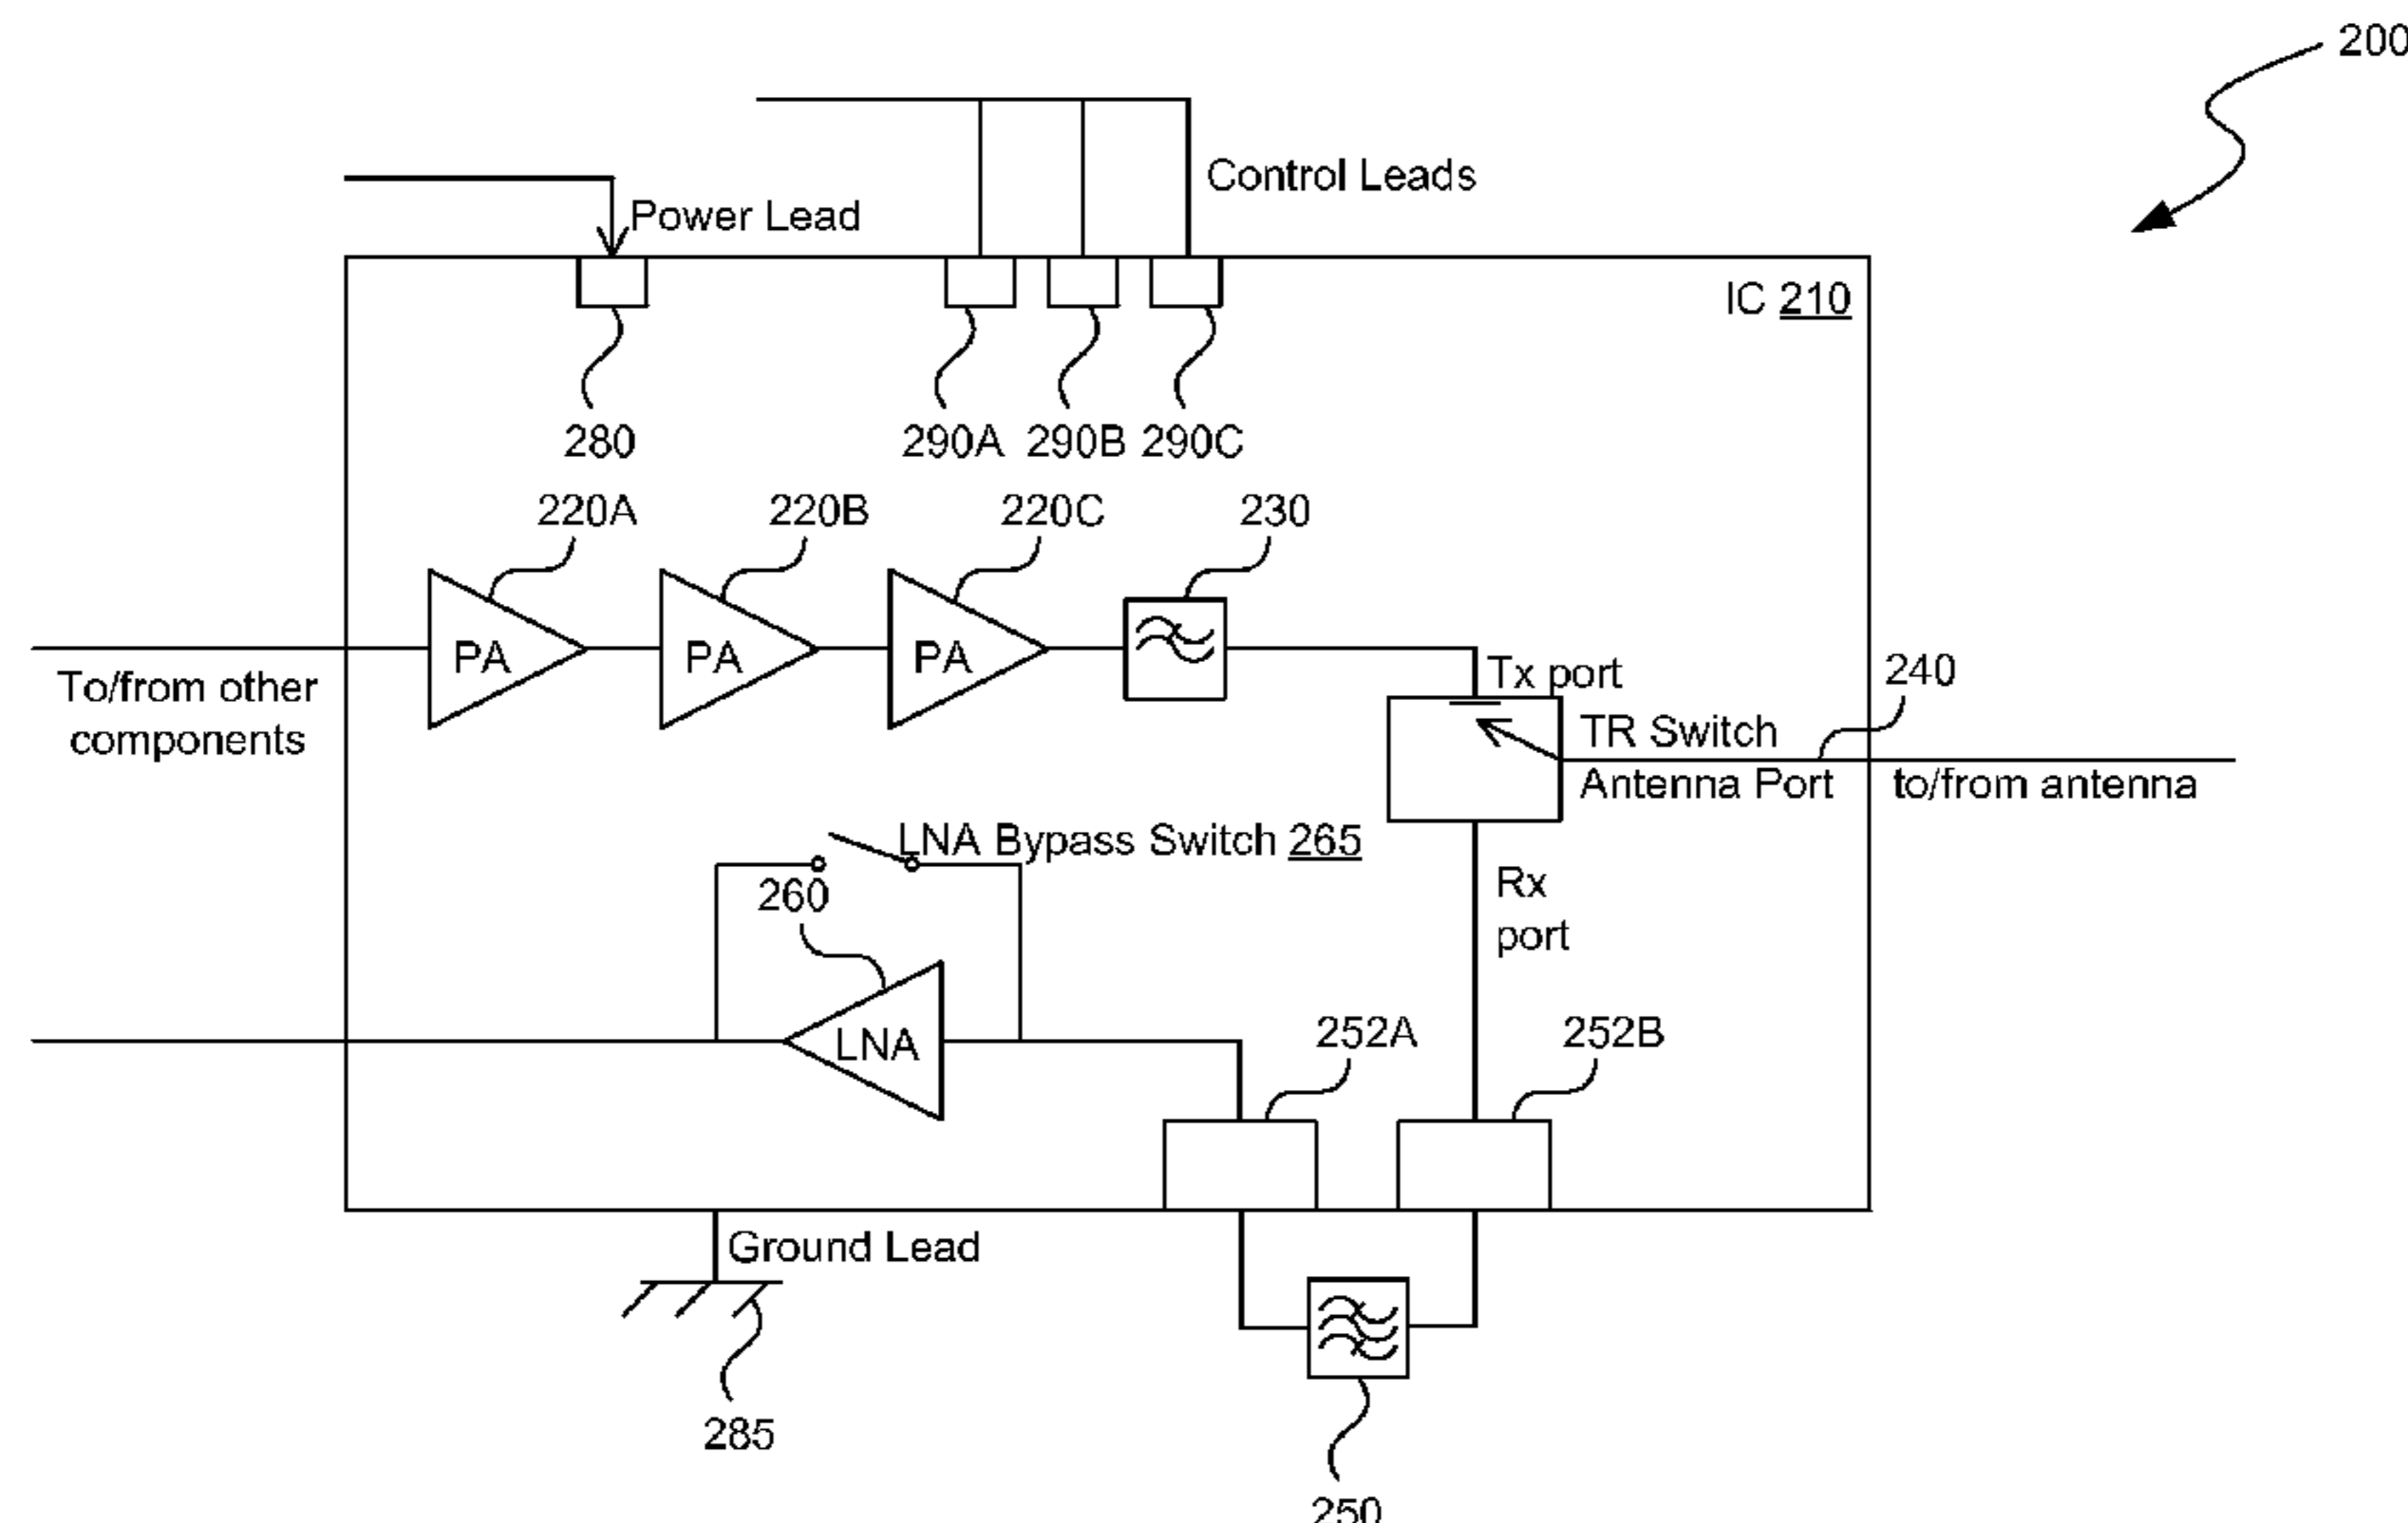 200
Control Leads
Power Lead
IC 210
280
290A 290B 290C
220A
220B
220C
230
PA
PA
PA
To/from other
components
Tx port
240
TR Switch
Antenna Port
to/from antenna
LNA Bypass Switch 265
260
Rx
port
LNA
252A
252B
Ground Lead
285
250